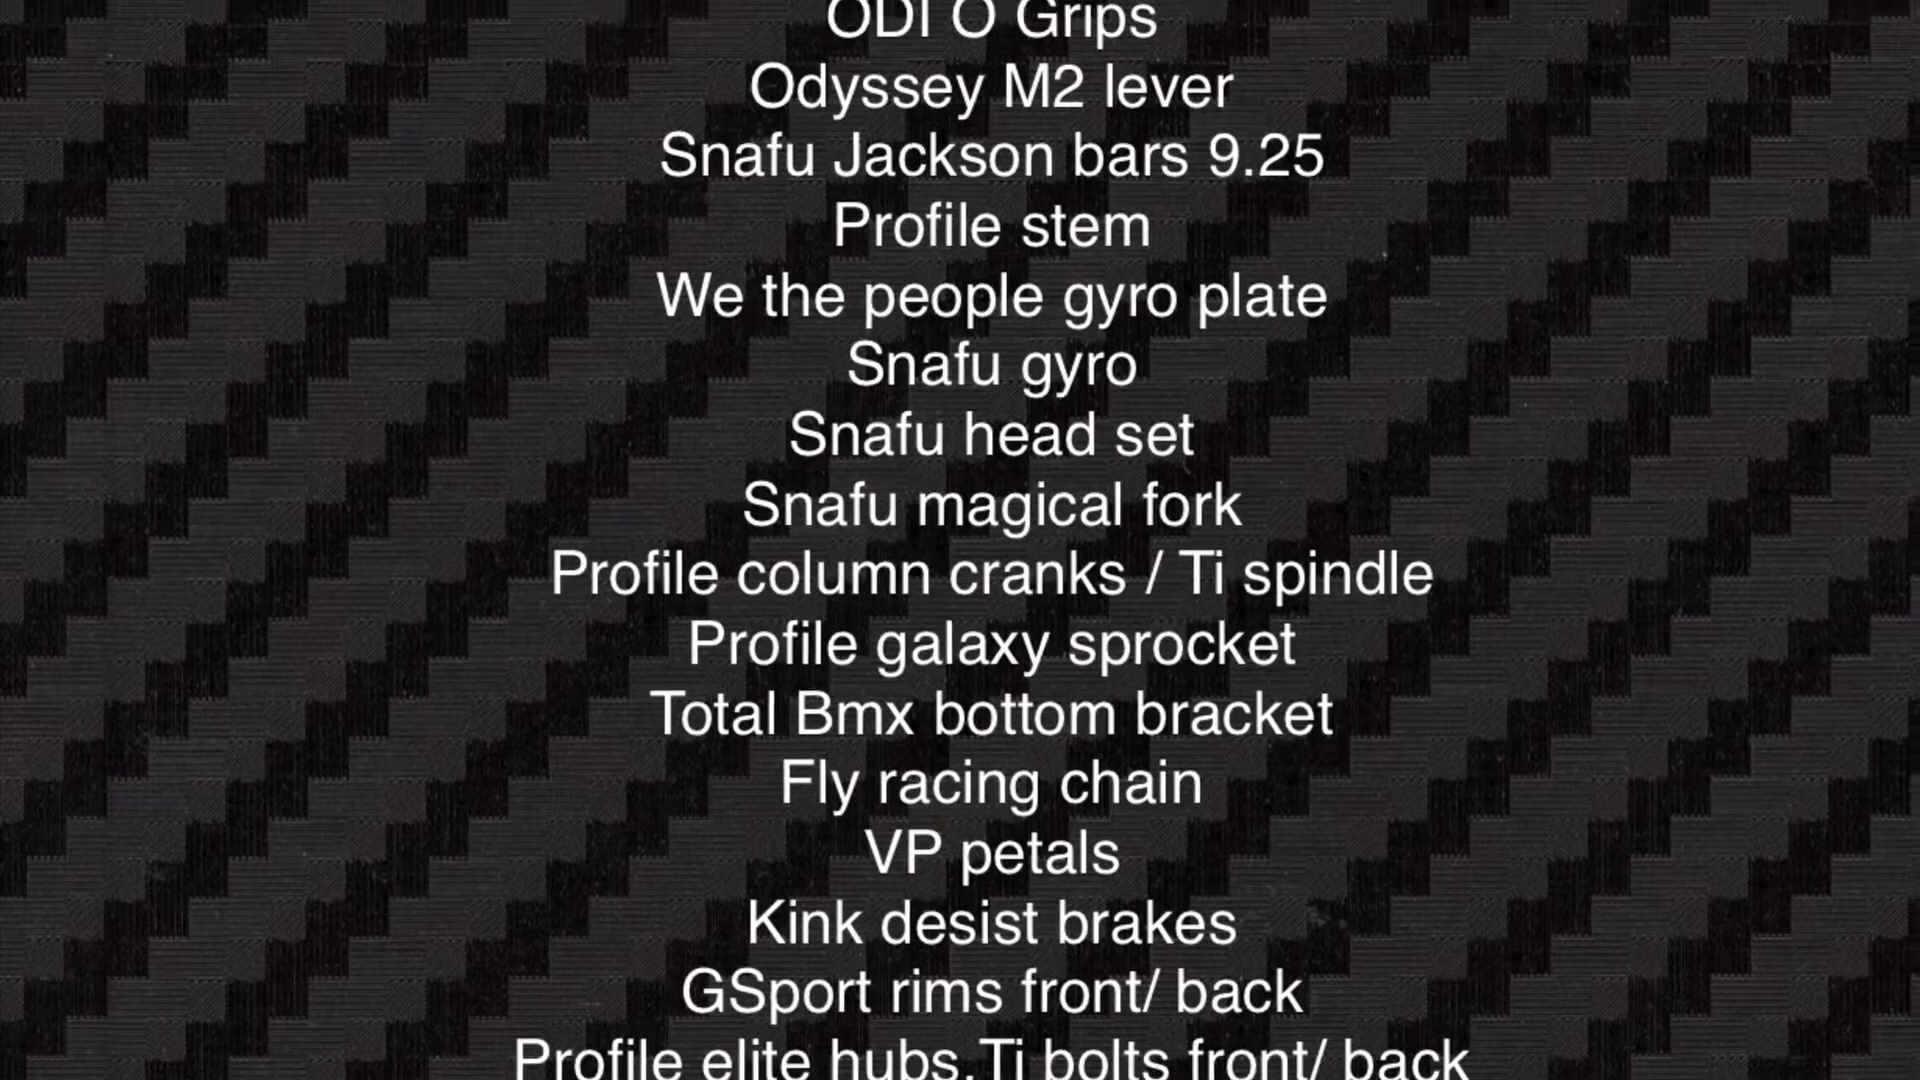 ODI O Grips
Odyssey M2 lever
Snafu Jackson bars 9.25
Profile stem
We the people gyro plate
Snafu gyro
Snafu head set
Snafu magical fork
Profile column cranks / Ti spindle
Profile galaxy sprocket
Total Bmx bottom bracket
Fly racing chain
VP petals
Kink desist brakes
GSport rims front/ back
Profile elite hubs,Ti bolts front/ back